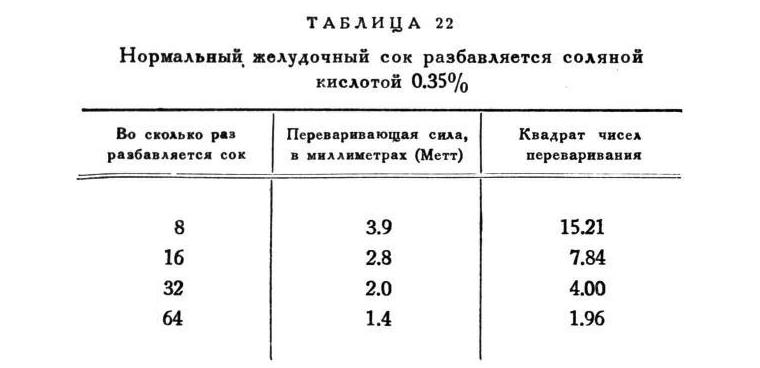 ТАБЛИЦА 22
Нормальный желудочный сок разбавляется соляной
кислотой 0.35%
Во сколько раз разбавляется сок | Переваривающая сила, в миллиметрах (Метт) | Квадрат чисел переваривания
8 3.9 15.21
16 2.8 7.84
32 2.0 4.00
64 1.4 1.96